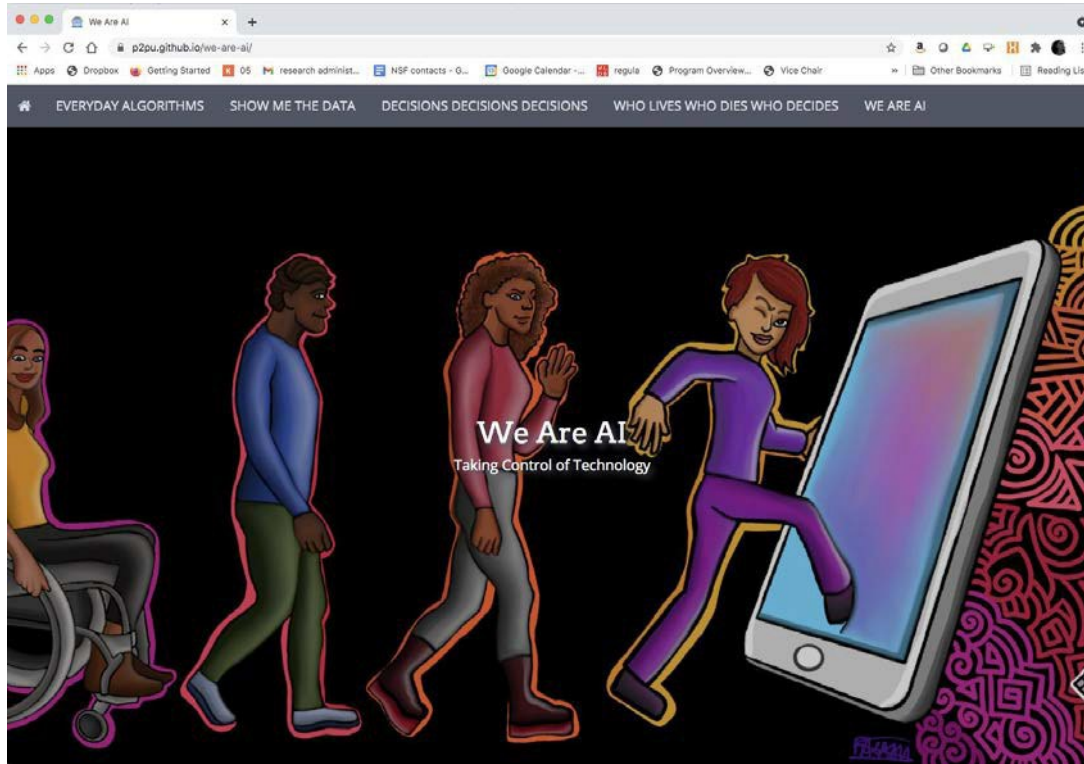 We Are AI
p2pu.github.io/we-are-ai/
Apps Dropbox Getting Started 05 research administ... NSF contacts - G... Google Calendar -... regula Program Overview... Vice Chair » Other Bookmarks Reading Lis
EVERYDAY ALGORITHMS SHOW ME THE DATA DECISIONS DECISIONS DECISIONS WHO LIVES WHO DIES WHO DECIDES WE ARE AI
We Are AI
Taking Control of Technology